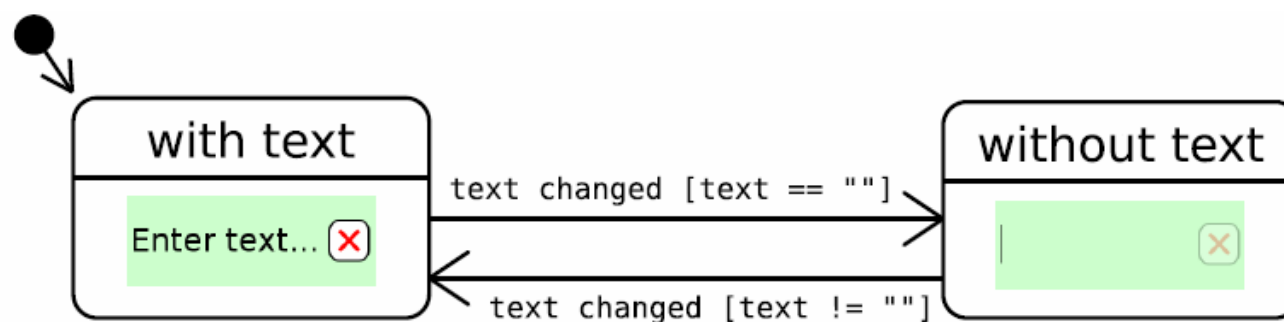 with text
without text
text changed [text == ""]
Enter text...
text changed [text != ""]